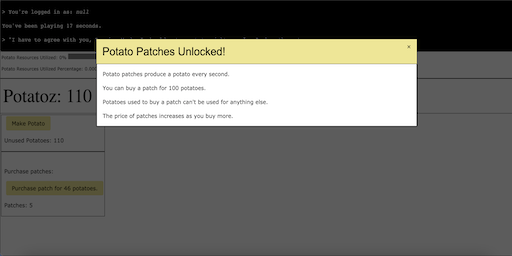 > You're logged in as: null
You've been playing 17 seconds.
> "I have to agree with you,
Potato Resources Utilized: 0%
Potato Resources Utilized Percentage: 0.000
Potatoz: 110
Make Potato
Unused Potatoes: 110
Purchase patches:
Purchase patch for 48 potatoes.
Patches: 5
Potato Patches Unlocked!
×
Potato patches produce a potato every second.
You can buy a patch for 100 potatoes.
Potatoes used to buy a patch can't be used for anything else.
The price of patches increases as you buy more.